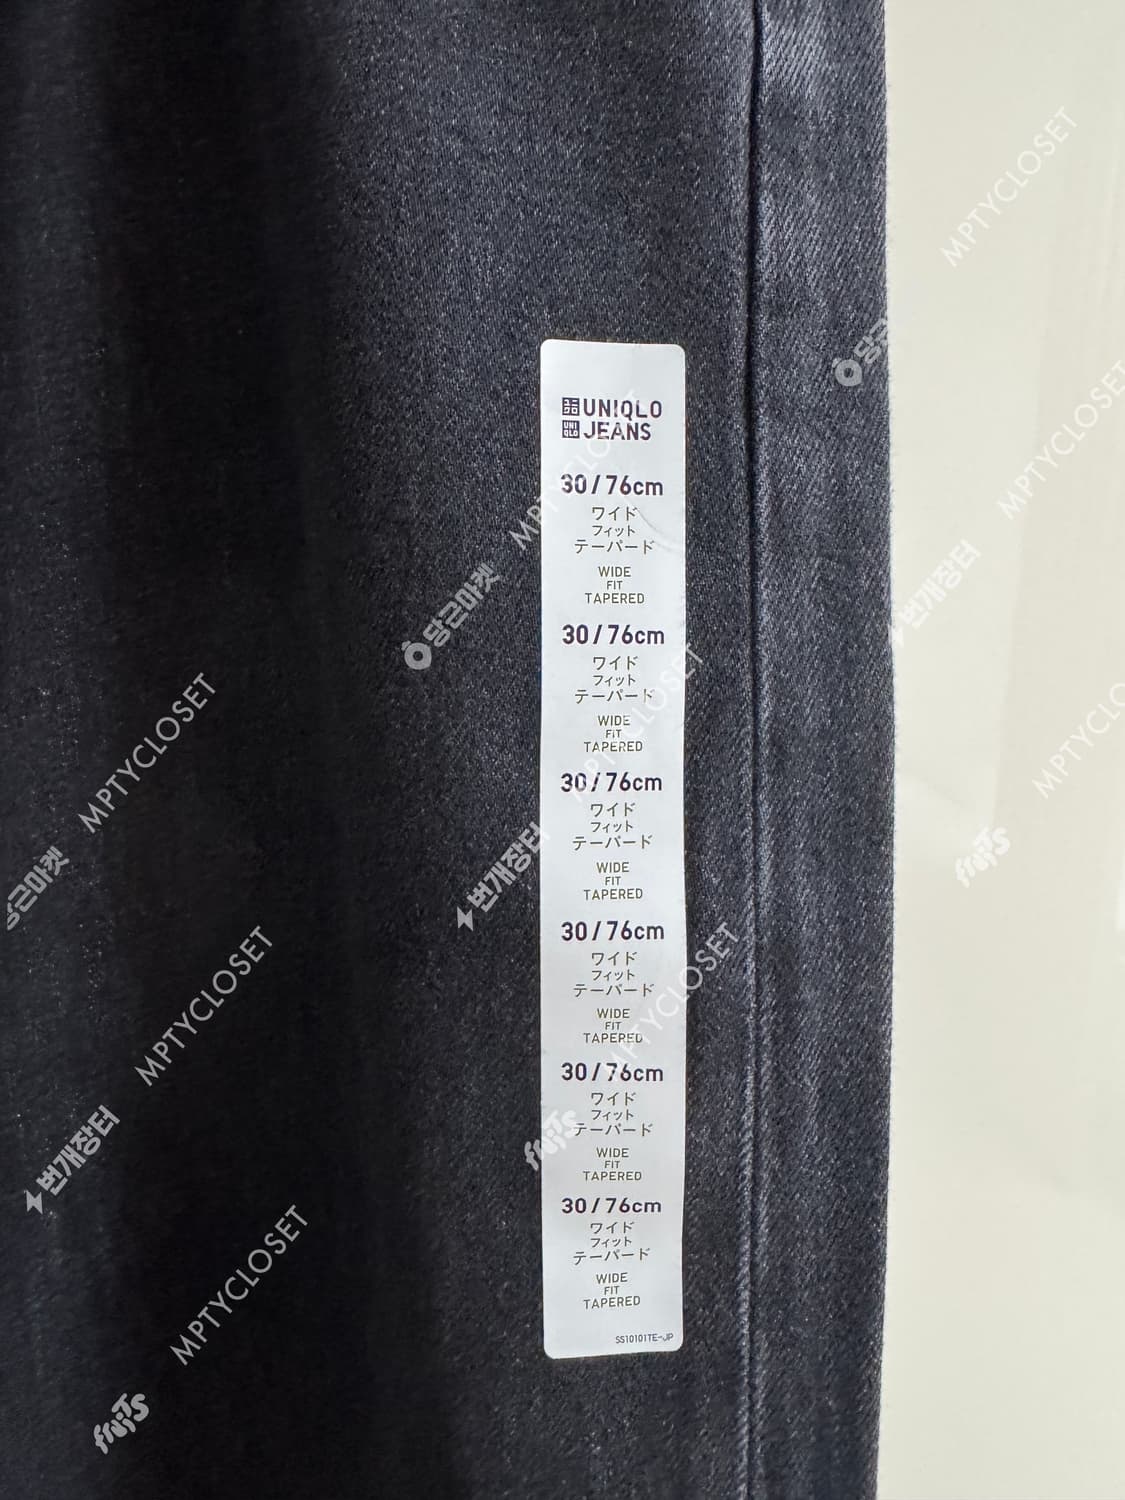 UNIQLO
JEANS
30/76cm
ワイド
フィット
テーパード
WIDE
FIT
TAPERED
30/76cm
ワイド
フィット
テーパード
WIDE
FIT
TAPERED
30/76cm
ワイド
フィット
テーパード
WIDE
FIT
TAPERED
30/76cm
ワイド
フィット
テーパード
WIDE
FIT
TAPERED
30/76cm
ワイド
フィット
テーパード
WIDE
FIT
TAPERED
30/76cm
ワイド
フィット
テーパード
WIDE
FIT
TAPERED
SS10101TE-JP
MPTYCLOSET
당근마켓
번개장터
fruits
MPTYCLOSET
MPTYCLOSET
MPTYCLOSET
번개장터
fruits
MPTYCLOSET
당근마켓
번개장터
fruits
MPTYCLOSET
MPTYCLOSET